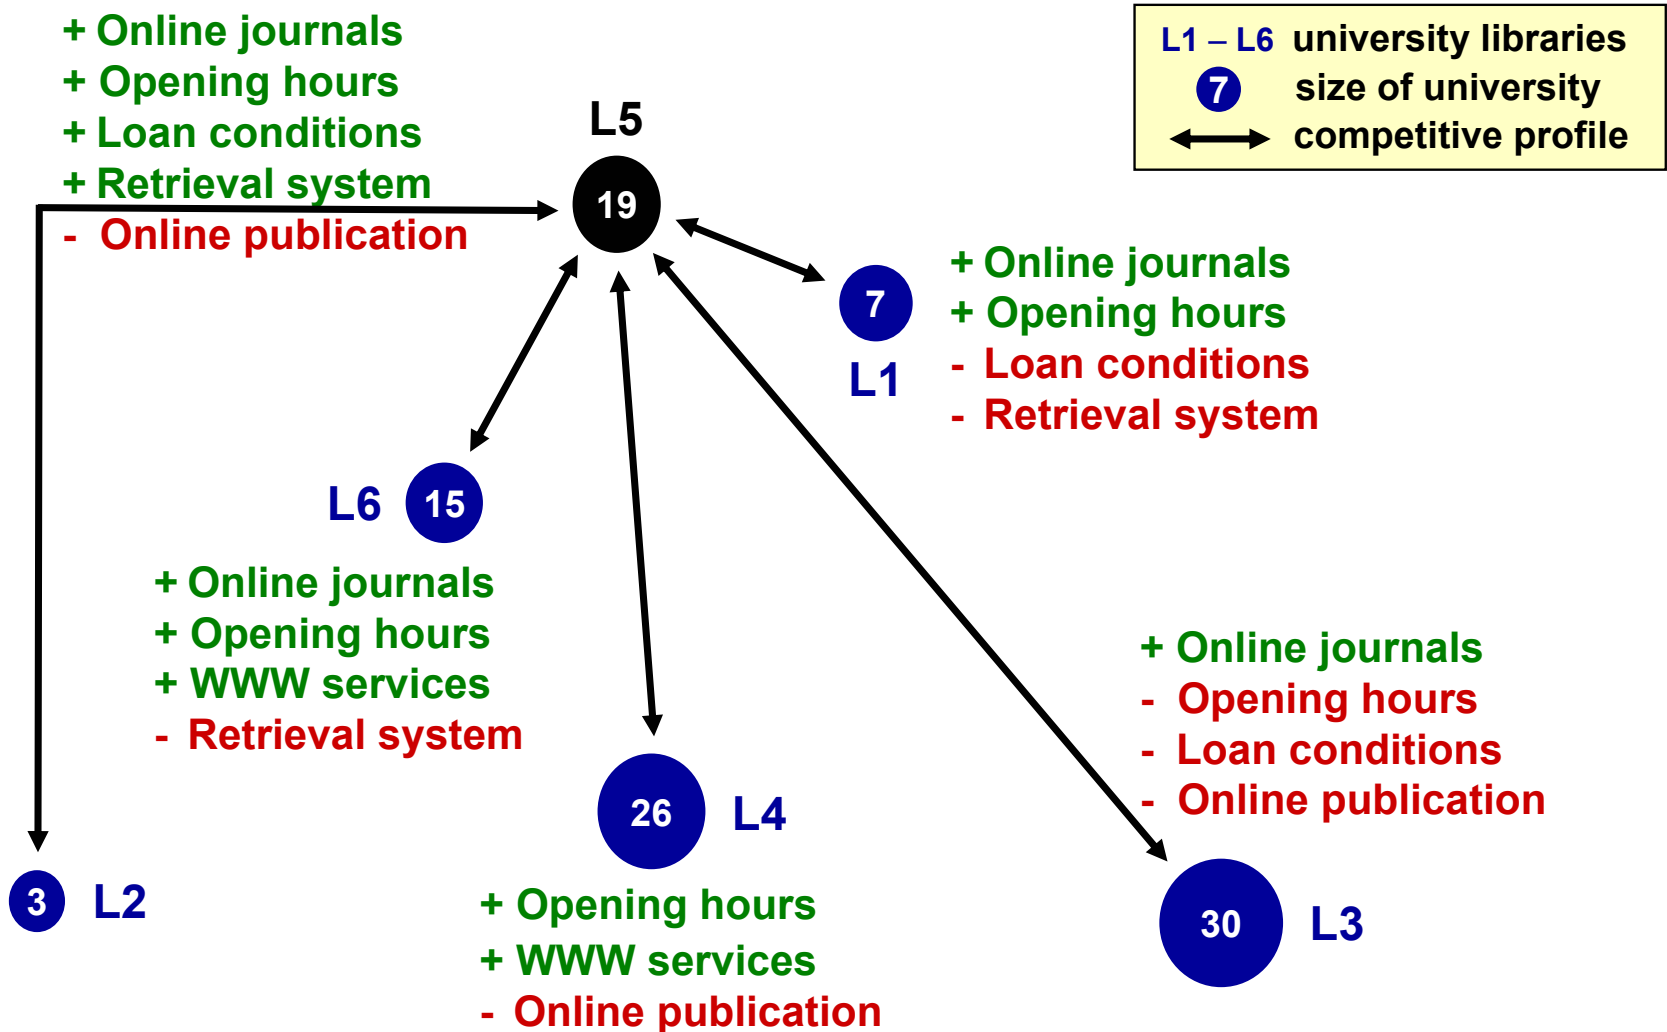 + Online journals
+ Opening hours
+ Loan conditions
+ Retrieval system
- Online publication
L5
19
L1 – L6 university libraries
7 size of university
competitive profile
7
L1
+ Online journals
+ Opening hours
- Loan conditions
- Retrieval system
L6 15
+ Online journals
+ Opening hours
+ WWW services
- Retrieval system
+ Online journals
- Opening hours
- Loan conditions
- Online publication
26 L4
3 L2
+ Opening hours
+ WWW services
- Online publication
30 L3